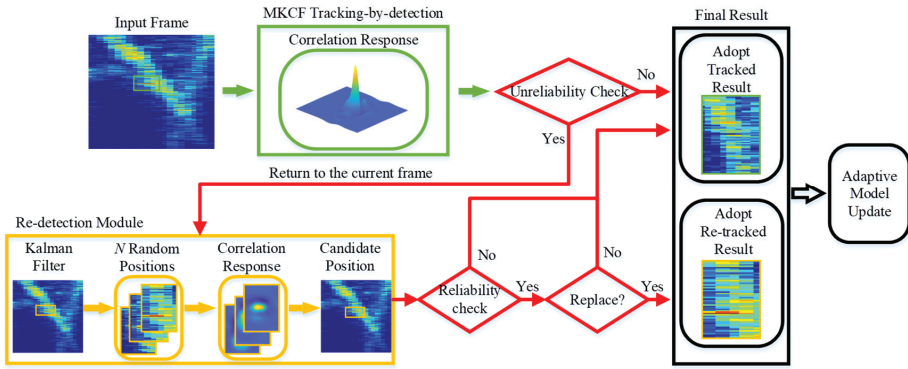 MKCF Tracking-by-detection
Input Frame
Correlation Response
Final Result
Adopt
Tracked
Result
Unreliability Check
No
Yes
Return to the current frame
Adaptive
Model
Update
Re-detection Module
Kalman
Filter
N Random
Positions
Correlation
Response
Candidate
Position
No
Reliability
check
Yes
No
Replace?
Yes
Adopt
Re-tracked
Result